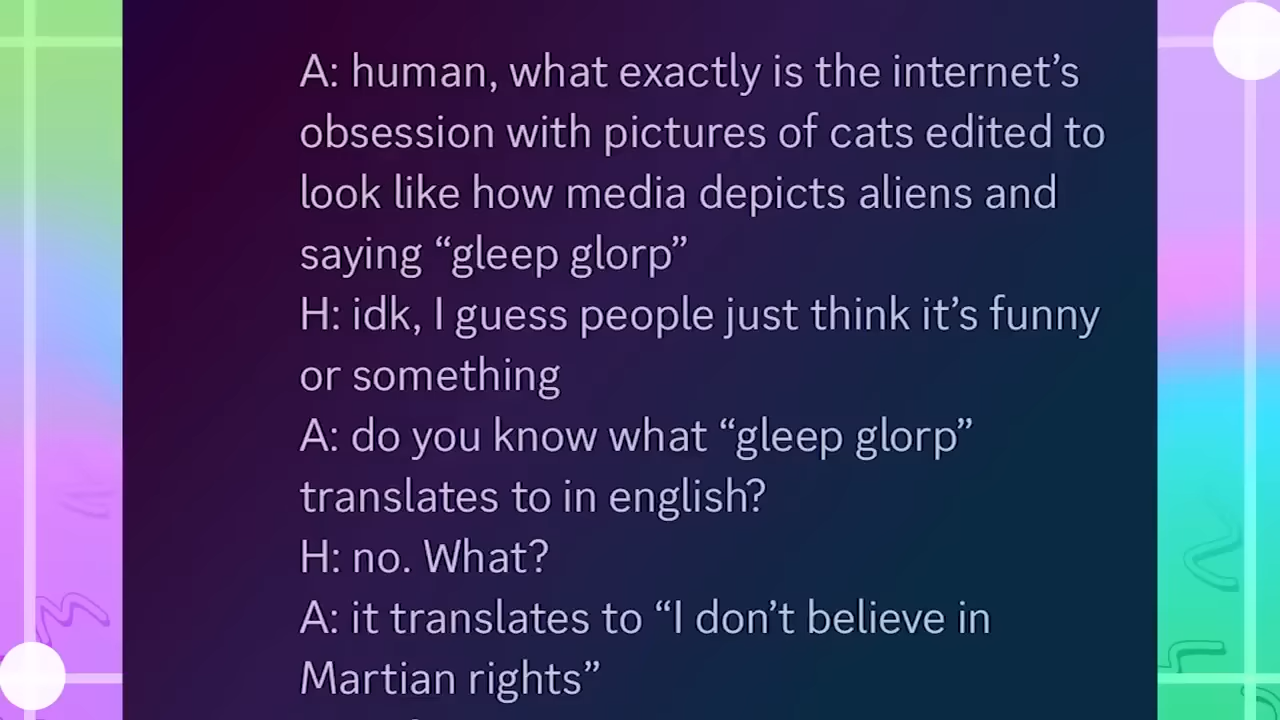 A: human, what exactly is the internet’s
obsession with pictures of cats edited to
look like how media depicts aliens and
saying “gleep glorp”
H: idk, I guess people just think it’s funny
or something
A: do you know what “gleep glorp”
translates to in english?
H: no. What?
A: it translates to “I don’t believe in
Martian rights”